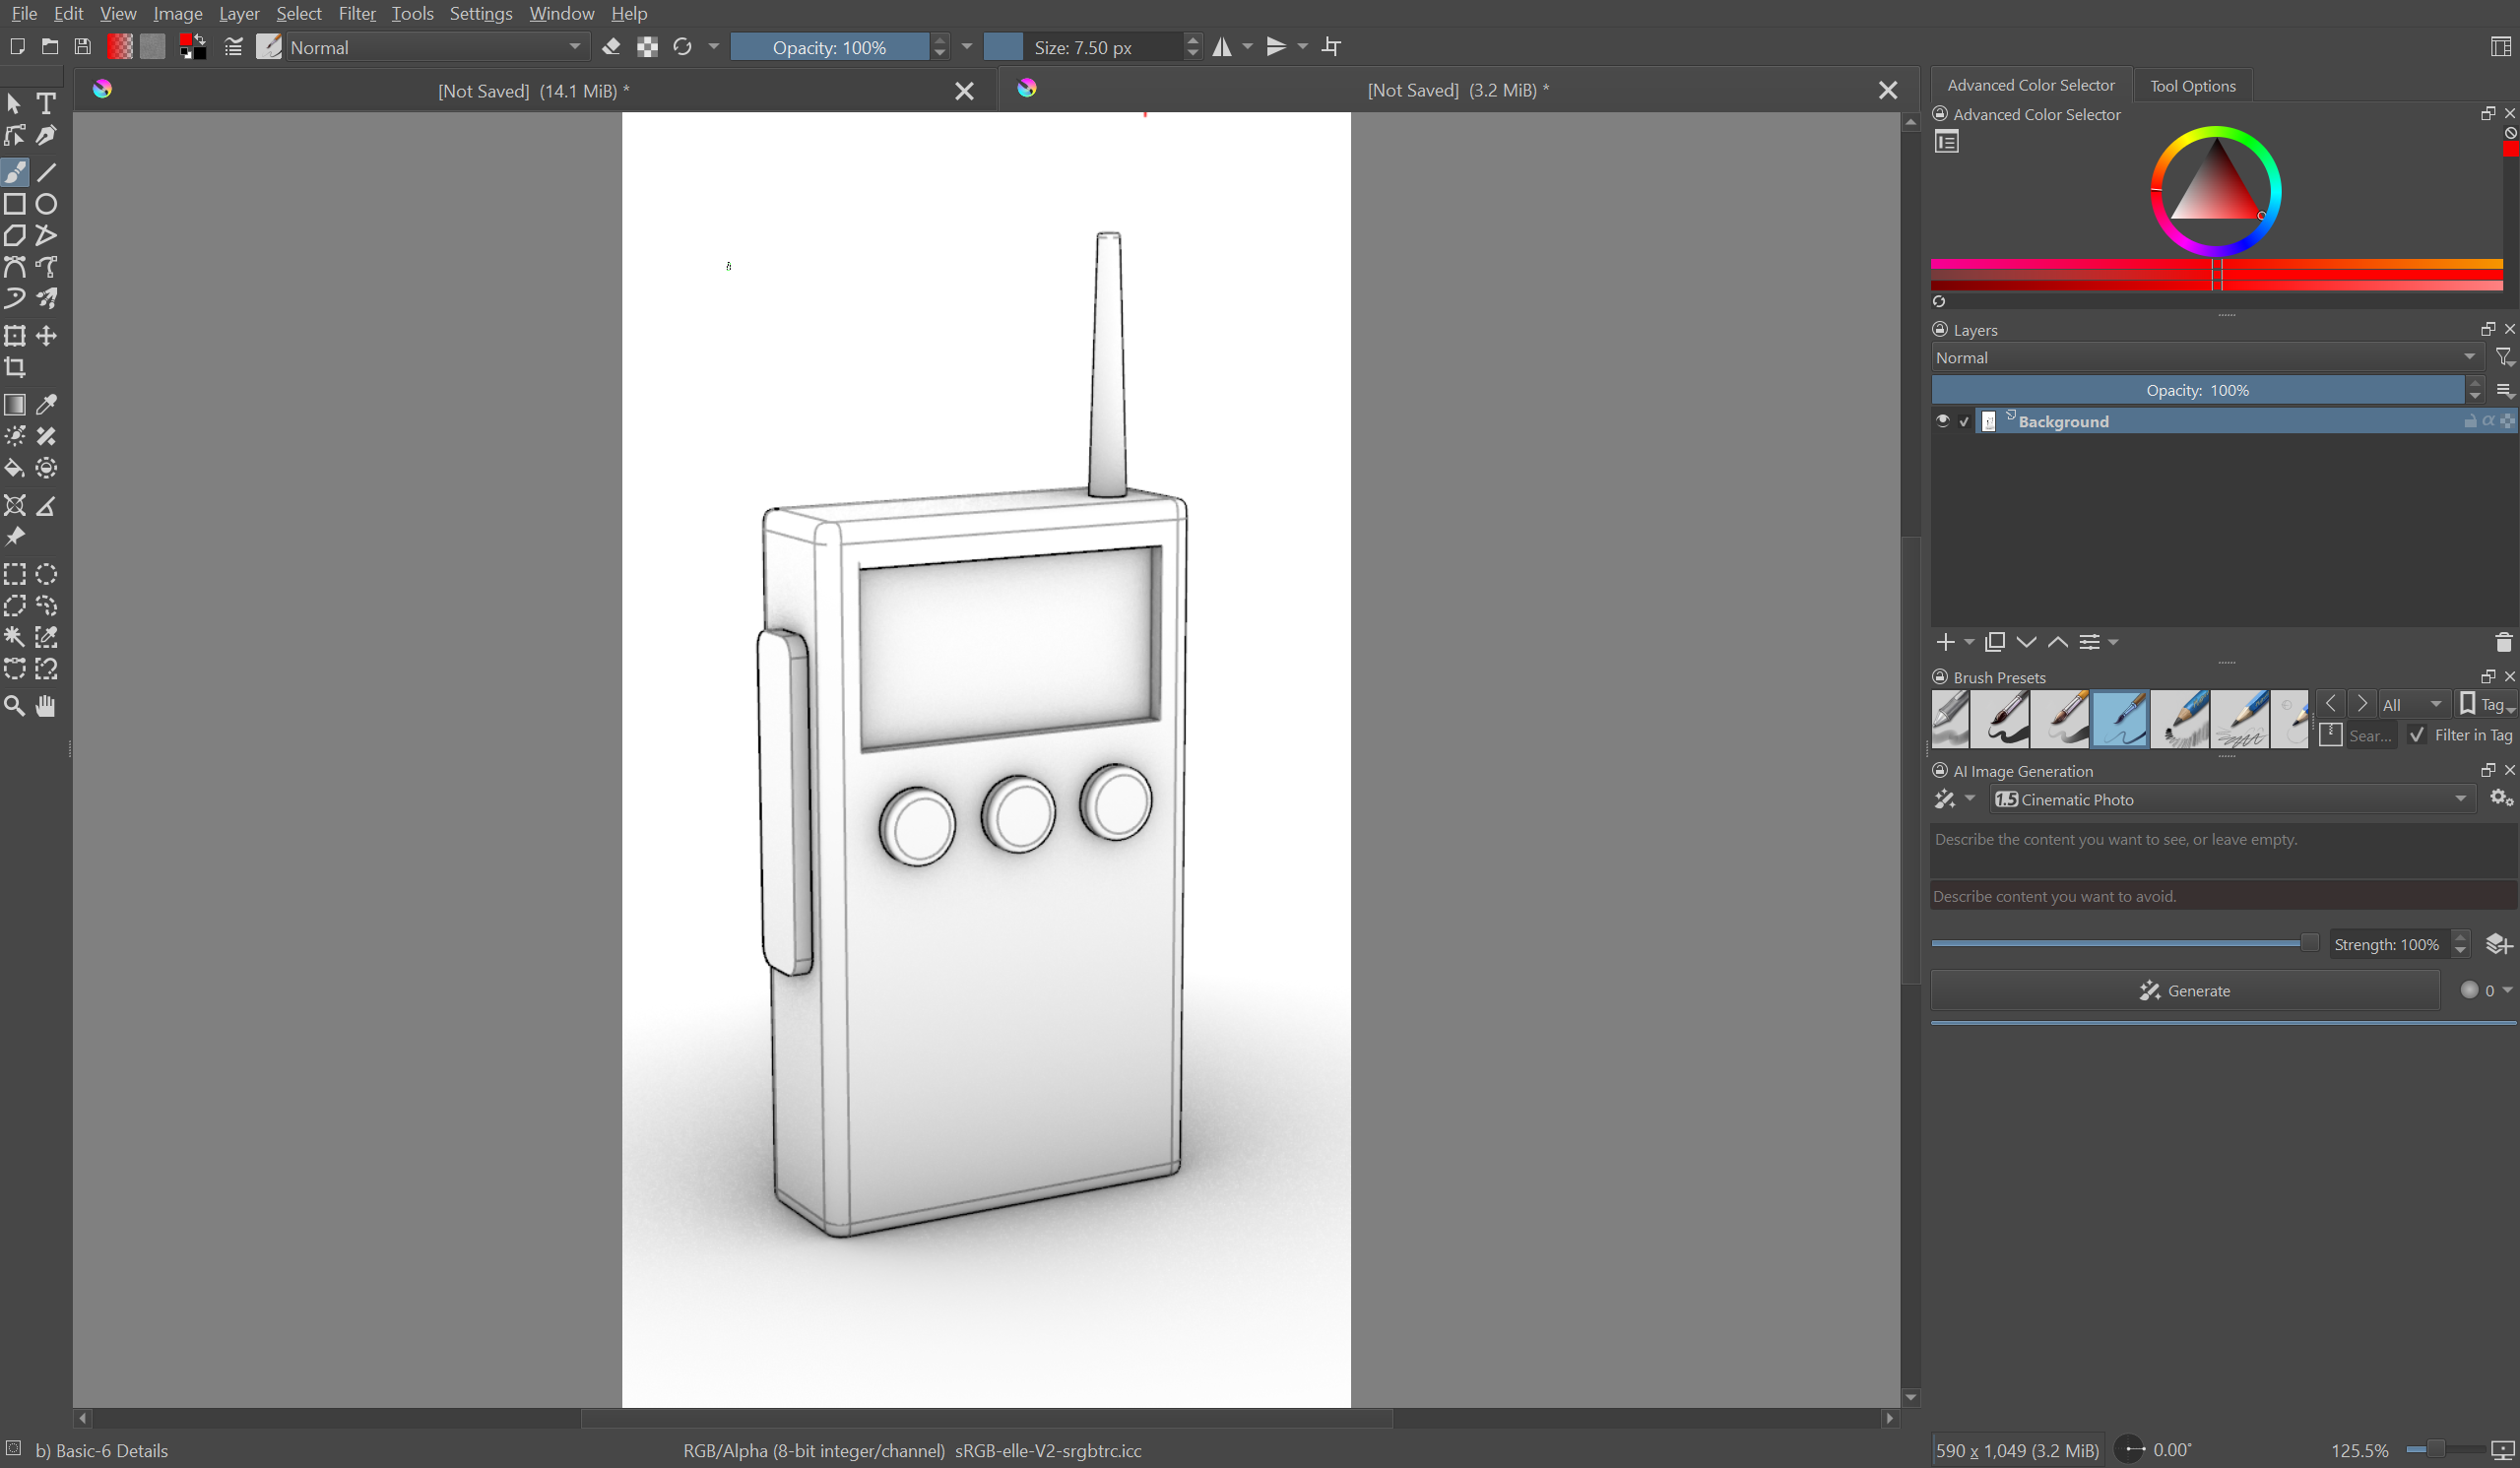 File Edit View Image Layer Select Filter Tools Settings Window Help
Normal Opacity: 100% Size: 7.50 px
[Not Saved] (14.1 MiB) * [Not Saved] (3.2 MiB) *
Advanced Color Selector Tool Options
Advanced Color Selector
Layers
Normal
Opacity: 100%
Background
Brush Presets
All Tag
Sear... Filter in Tag
AI Image Generation
1.5 Cinematic Photo
Describe the content you want to see, or leave empty.
Describe content you want to avoid.
Strength: 100%
Generate 0
b) Basic-6 Details RGB/Alpha (8-bit integer/channel) sRGB-elle-V2-srgbtrc.icc 590 x 1,049 (3.2 MiB) 0.00° 125.5%